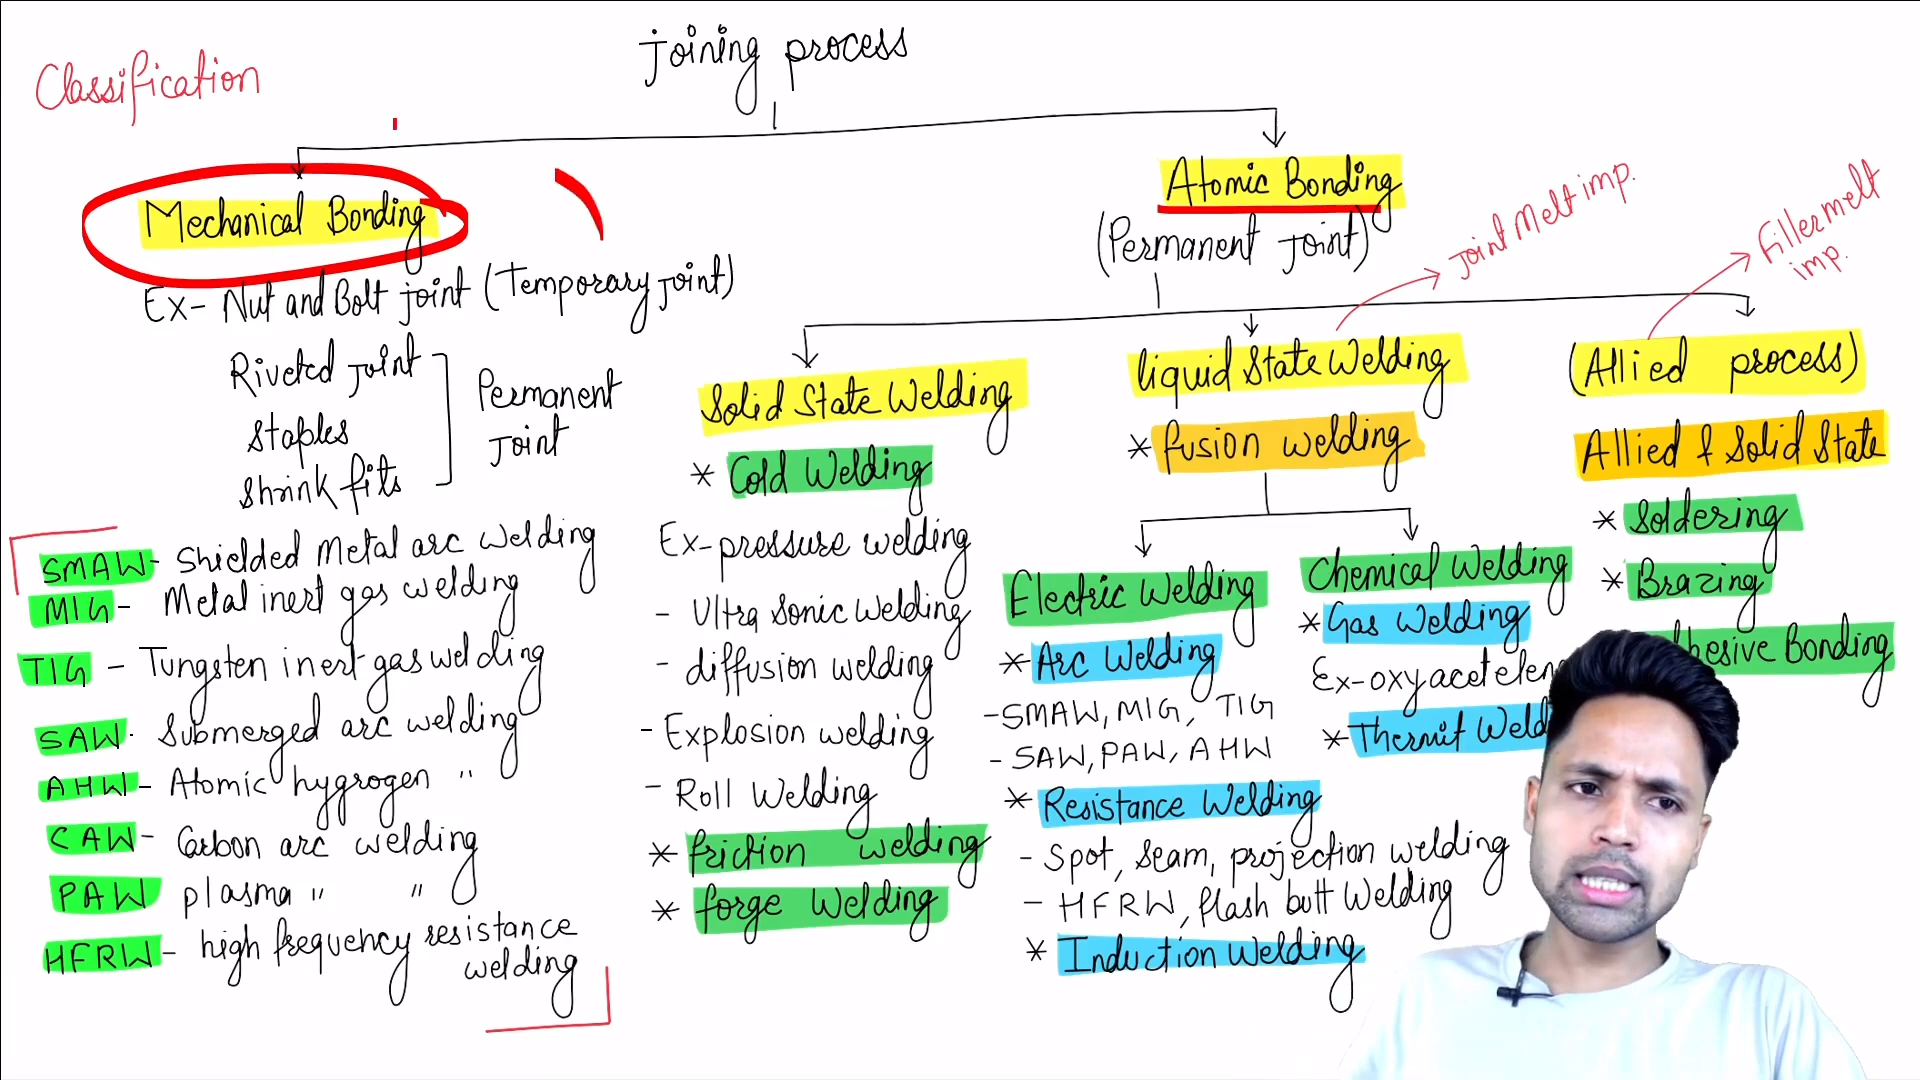 Classification
joining process
Mechanical Bonding
Ex- Nut and Bolt joint (Temporary joint)
Riveted joint
Staples
Shrink fits
Permanent
Joint
SMAW- Shielded Metal arc welding
MIG- Metal inert gas welding
TIG - Tungsten inert gas welding
SAW- Submerged arc welding
AHW- Atomic hygrogen "
CAW- Carbon arc welding
PAW plasma " "
HFRW- high frequency resistance
welding
Atomic Bonding
(Permanent joint)
Joint Melt imp.
Filler melt
imp.
Solid State Welding
* Cold Welding
Ex- pressure welding
- Ultra Sonic Welding
- diffusion welding
- Explosion welding
- Roll Welding
* friction welding
* forge Welding
liquid State Welding
* fusion welding
Electric Welding
* Arc Welding
- SMAW, MIG, TIG
- SAW, PAW, AHW
* Resistance Welding
- Spot, Seam, projection welding
- HFRW, flash butt Welding
* Induction Welding
Chemical Welding
* Gas Welding
Ex- oxyacetelen
* Thermit Weld
(Allied process)
Allied & Solid State
* Soldering
* Brazing
hesive Bonding